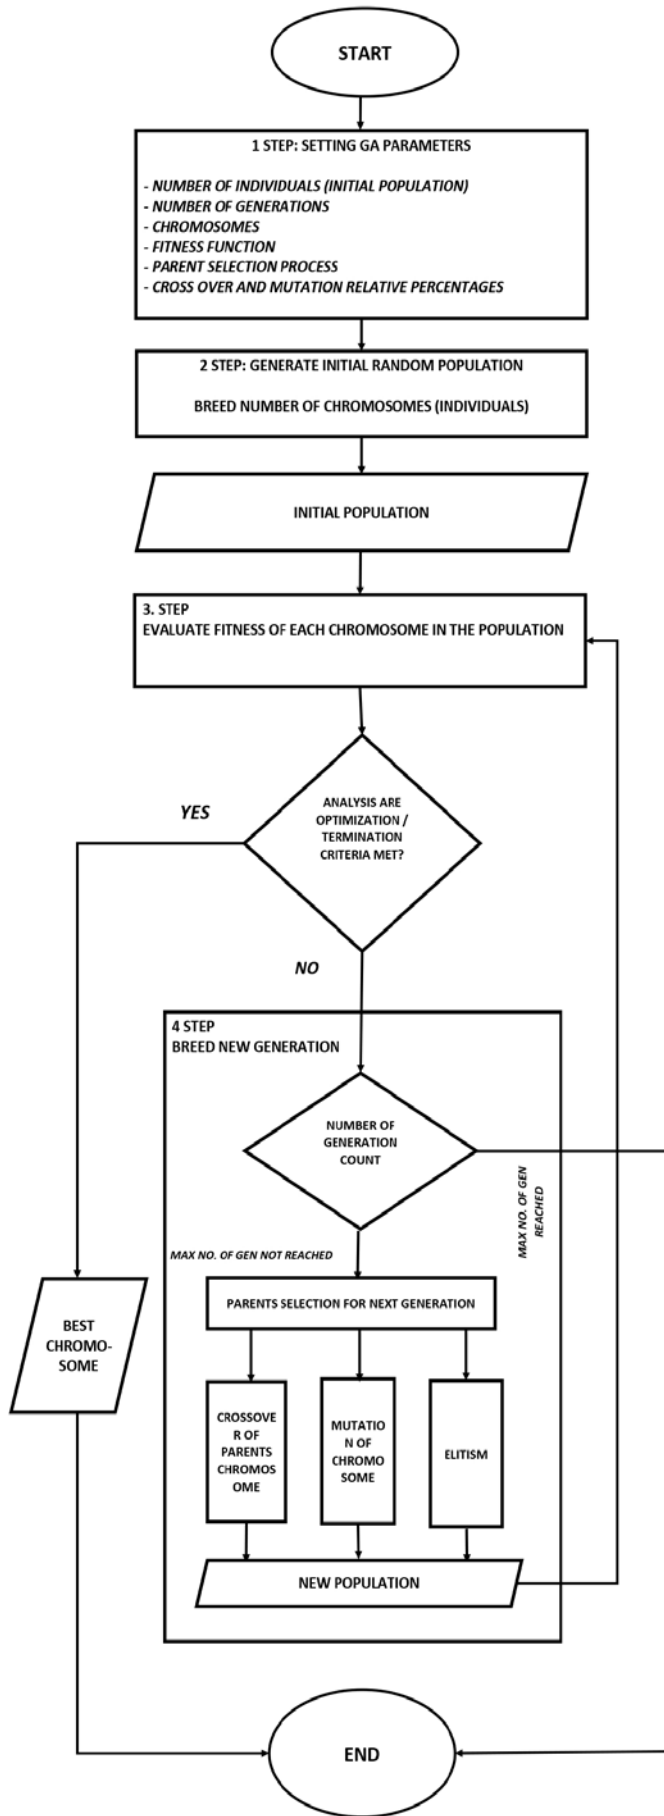 START
1 STEP: SETTING GA PARAMETERS
- NUMBER OF INDIVIDUALS (INITIAL POPULATION)
- NUMBER OF GENERATIONS
- CHROMOSOMES
- FITNESS FUNCTION
- PARENT SELECTION PROCESS
- CROSS OVER AND MUTATION RELATIVE PERCENTAGES
2 STEP: GENERATE INITIAL RANDOM POPULATION
BREED NUMBER OF CHROMOSOMES (INDIVIDUALS)
INITIAL POPULATION
3. STEP
EVALUATE FITNESS OF EACH CHROMOSOME IN THE POPULATION
ANALYSIS ARE
OPTIMIZATION /
TERMINATION
CRITERIA MET?
YES
NO
4 STEP
BREED NEW GENERATION
NUMBER OF
GENERATION
COUNT
MAX NO. OF GEN
REACHED
MAX NO. OF GEN NOT REACHED
PARENTS SELECTION FOR NEXT GENERATION
BEST
CHROMO-
SOME
CROSSOVE
R OF
PARENTS
CHROMOS
OME
MUTATIO
N OF
CHROMO
SOME
ELITISM
NEW POPULATION
END